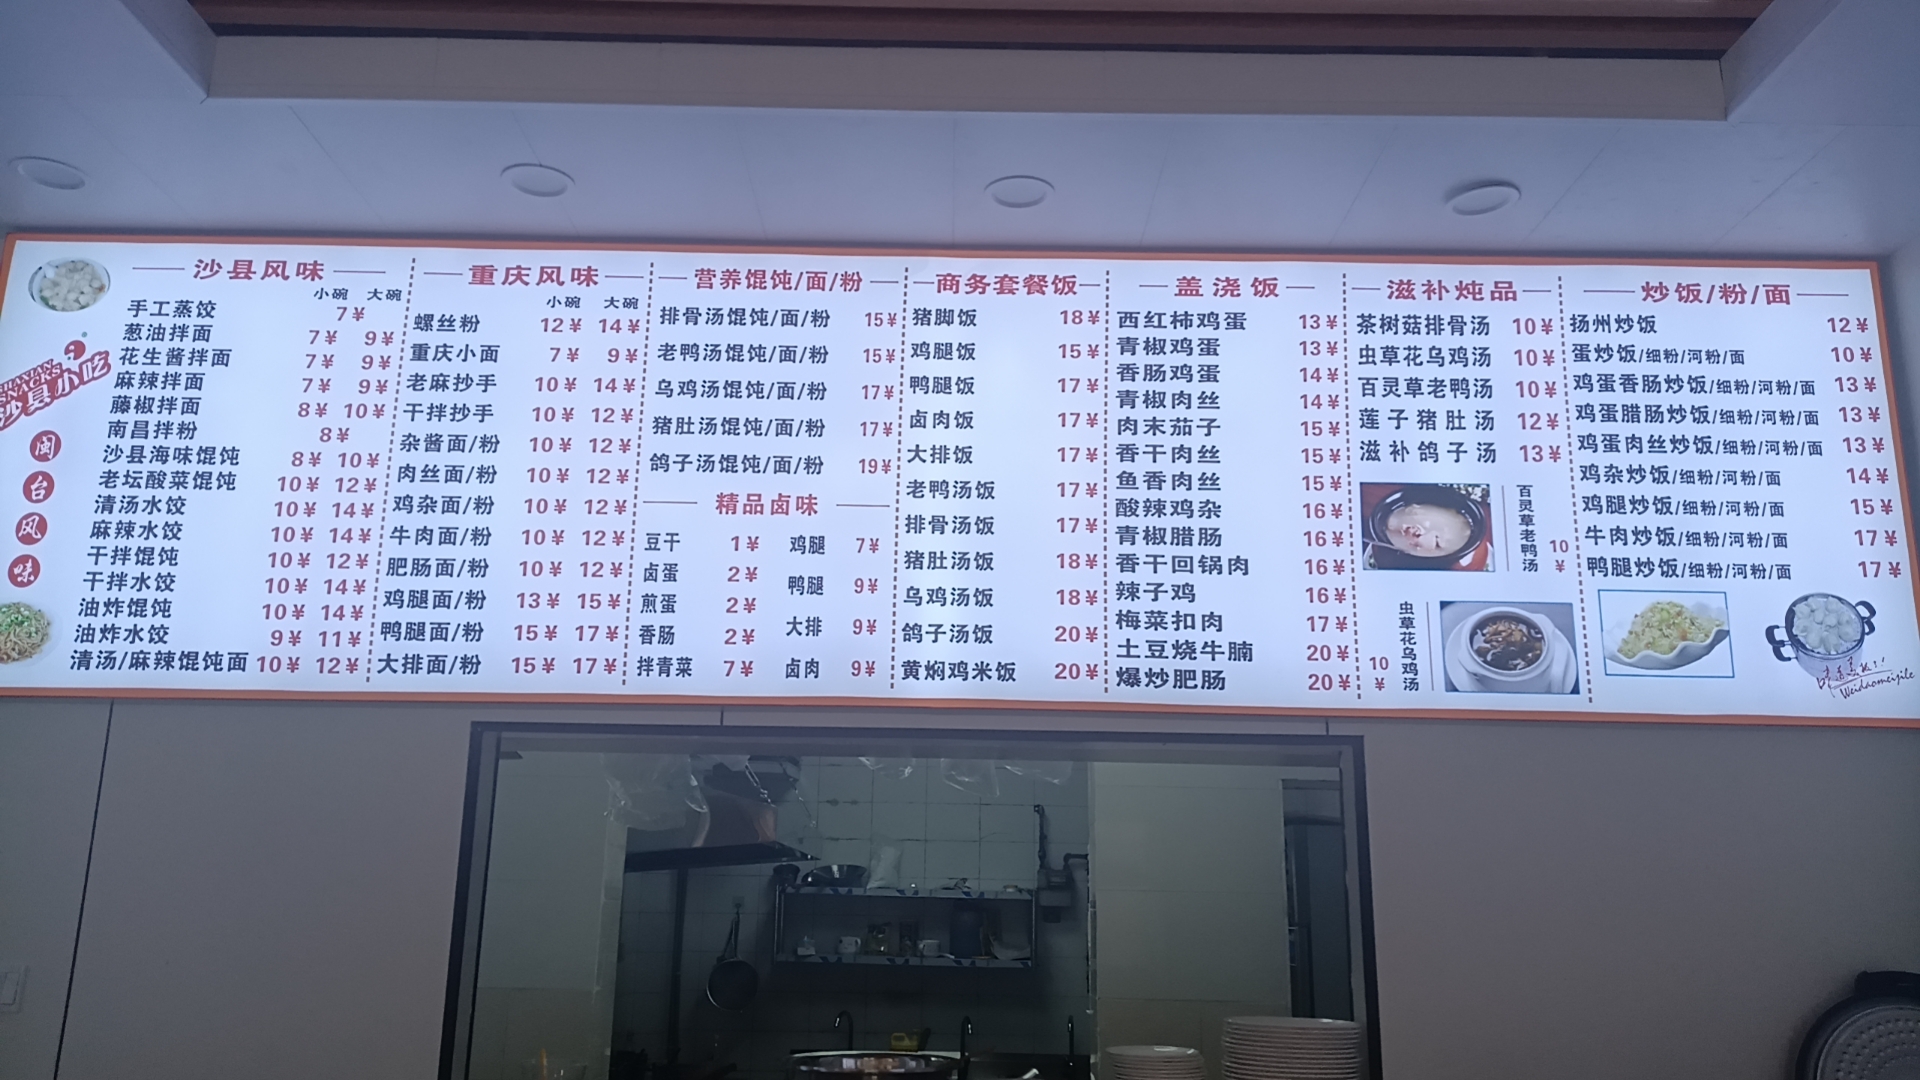 SHAXIAN
SNACKS
沙县小吃
闽
台
风
味
沙县风味
小碗 大碗
手工蒸饺 7¥
葱油拌面 7¥ 9¥
花生酱拌面 7¥ 9¥
麻辣拌面 7¥ 9¥
藤椒拌面 8¥ 10¥
南昌拌粉 8¥
沙县海味馄饨 8¥ 10¥
老坛酸菜馄饨 10¥ 12¥
清汤水饺 10¥ 14¥
麻辣水饺 10¥ 14¥
干拌馄饨 10¥ 12¥
干拌水饺 10¥ 14¥
油炸馄饨 10¥ 14¥
油炸水饺 9¥ 11¥
清汤/麻辣馄饨面 10¥ 12¥
重庆风味
小碗 大碗
螺丝粉 12¥ 14¥
重庆小面 7¥ 9¥
老麻抄手 10¥ 14¥
干拌抄手 10¥ 12¥
杂酱面/粉 10¥ 12¥
肉丝面/粉 10¥ 12¥
鸡杂面/粉 10¥ 12¥
牛肉面/粉 10¥ 12¥
肥肠面/粉 10¥ 12¥
鸡腿面/粉 13¥ 15¥
鸭腿面/粉 15¥ 17¥
大排面/粉 15¥ 17¥
营养馄饨/面/粉
排骨汤馄饨/面/粉 15¥
老鸭汤馄饨/面/粉 15¥
乌鸡汤馄饨/面/粉 17¥
猪肚汤馄饨/面/粉 17¥
鸽子汤馄饨/面/粉 19¥
精品卤味
豆干 1¥ 鸡腿 7¥
卤蛋 2¥ 鸭腿 9¥
煎蛋 2¥
香肠 2¥ 大排 9¥
拌青菜 7¥ 卤肉 9¥
商务套餐饭
猪脚饭 18¥
鸡腿饭 15¥
鸭腿饭 17¥
卤肉饭 17¥
大排饭 17¥
老鸭汤饭 17¥
排骨汤饭 17¥
猪肚汤饭 18¥
乌鸡汤饭 18¥
鸽子汤饭 20¥
黄焖鸡米饭 20¥
盖浇饭
西红柿鸡蛋 13¥
青椒鸡蛋 13¥
香肠鸡蛋 14¥
青椒肉丝 14¥
肉末茄子 15¥
香干肉丝 15¥
鱼香肉丝 15¥
酸辣鸡杂 16¥
青椒腊肠 16¥
香干回锅肉 16¥
辣子鸡 16¥
梅菜扣肉 17¥
土豆烧牛腩 20¥
爆炒肥肠 20¥
滋补炖品
茶树菇排骨汤 10¥
虫草花乌鸡汤 10¥
百灵草老鸭汤 10¥
莲子猪肚汤 12¥
滋补鸽子汤 13¥
百灵草老鸭汤 10¥
虫草花乌鸡汤 10¥
炒饭/粉/面
扬州炒饭 12¥
蛋炒饭/细粉/河粉/面 10¥
鸡蛋香肠炒饭/细粉/河粉/面 13¥
鸡蛋腊肠炒饭/细粉/河粉/面 13¥
鸡蛋肉丝炒饭/细粉/河粉/面 13¥
鸡杂炒饭/细粉/河粉/面 14¥
鸡腿炒饭/细粉/河粉/面 15¥
牛肉炒饭/细粉/河粉/面 17¥
鸭腿炒饭/细粉/河粉/面 17¥
Weidaomeijile